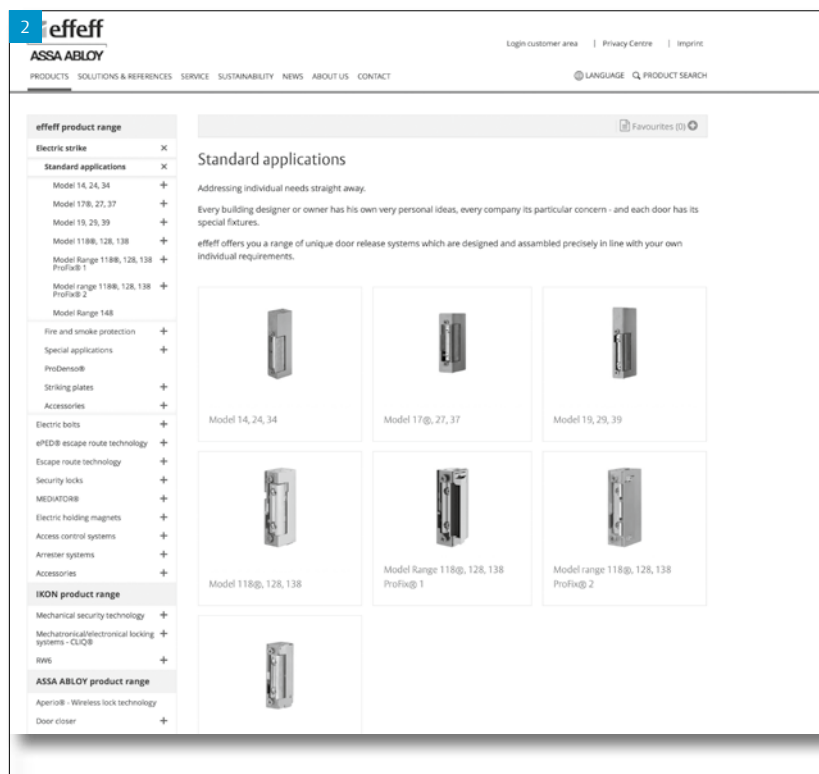 2
effeff
ASSA ABLOY
Login customer area | Privacy Centre | Imprint
PRODUCTS SOLUTIONS & REFERENCES SERVICE SUSTAINABILITY NEWS ABOUT US CONTACT
LANGUAGE PRODUCT SEARCH
effeff product range
Electric strike ×
Standard applications ×
Model 14, 24, 34 +
Model 17®, 27, 37 +
Model 19, 29, 39 +
Model 118®, 128, 138 +
Model Range 118®, 128, 138 +
ProFix® 1
Model range 118®, 128, 138 +
ProFix® 2
Model Range 148
Fire and smoke protection +
Special applications +
ProDenso®
Striking plates +
Accessories +
Electric bolts +
ePED® escape route technology +
Escape route technology +
Security locks +
MEDIATOR® +
Electric holding magnets +
Access control systems +
Arrester systems +
Accessories +
IKON product range
Mechanical security technology +
Mechatronical/electronical locking +
systems - CLIQ®
RW6 +
ASSA ABLOY product range
Aperio® - Wireless lock technology
Door closer +
Favourites (0)
Standard applications
Addressing individual needs straight away.
Every building designer or owner has his own very personal ideas, every company its particular concern - and each door has its
special fixtures.
effeff offers you a range of unique door release systems which are designed and assambled precisely in line with your own
individual requirements.
Model 14, 24, 34
Model 17®, 27, 37
Model 19, 29, 39
Model 118®, 128, 138
Model Range 118®, 128, 138
ProFix® 1
Model range 118®, 128, 138
ProFix® 2